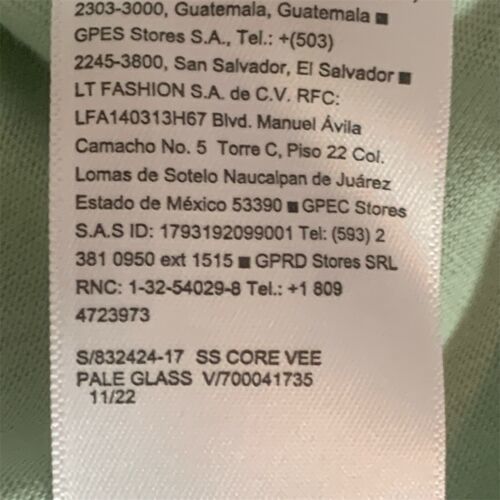 2303-3000, Guatemala, Guatemala ■
GPES Stores S.A., Tel.: +(503)
2245-3800, San Salvador, El Salvador ■
LT FASHION S.A. de C.V. RFC:
LFA140313H67 Blvd. Manuel Ávila
Camacho No. 5 Torre C, Piso 22 Col.
Lomas de Sotelo Naucalpan de Juárez
Estado de México 53390 ■ GPEC Stores
S.A.S ID: 1793192099001 Tel: (593) 2
381 0950 ext 1515 ■ GPRD Stores SRL
RNC: 1-32-54029-8 Tel.: +1 809
4723973
S/832424-17 SS CORE VEE
PALE GLASS V/700041735
11/22